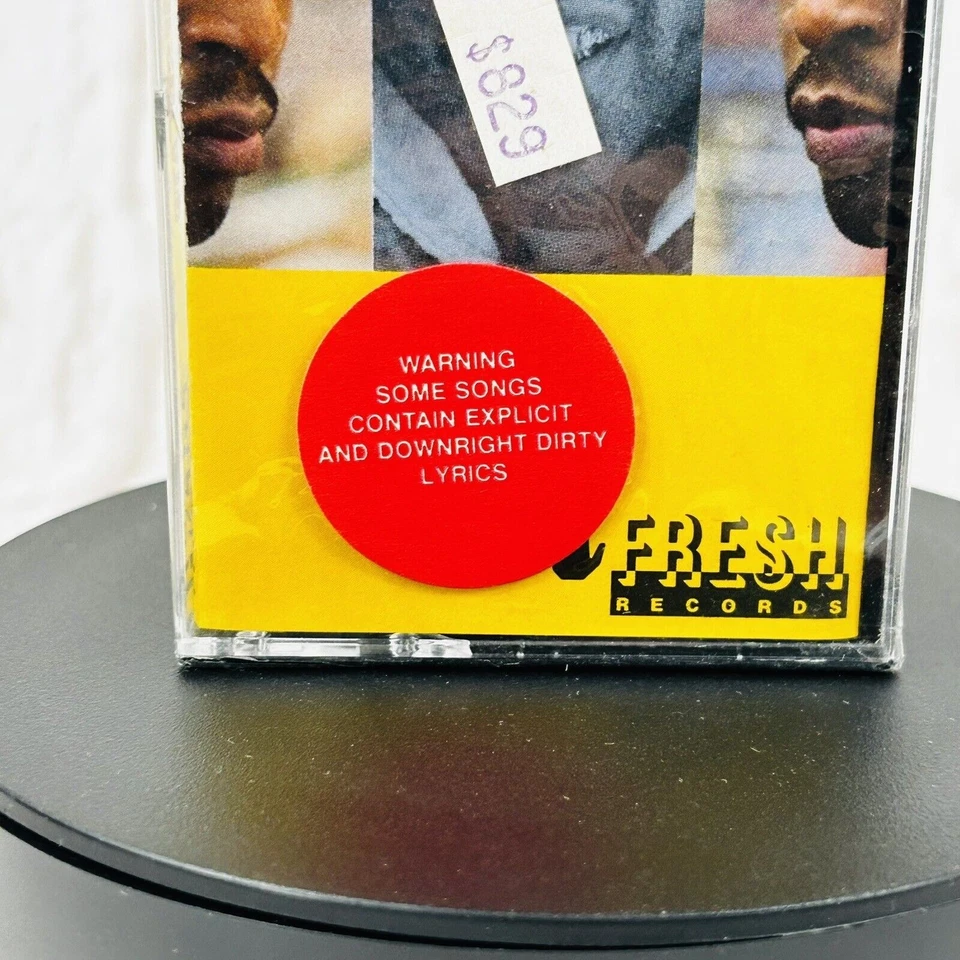 $829
WARNING
SOME SONGS
CONTAIN EXPLICIT
AND DOWNRIGHT DIRTY
LYRICS
FRESH
RECORDS